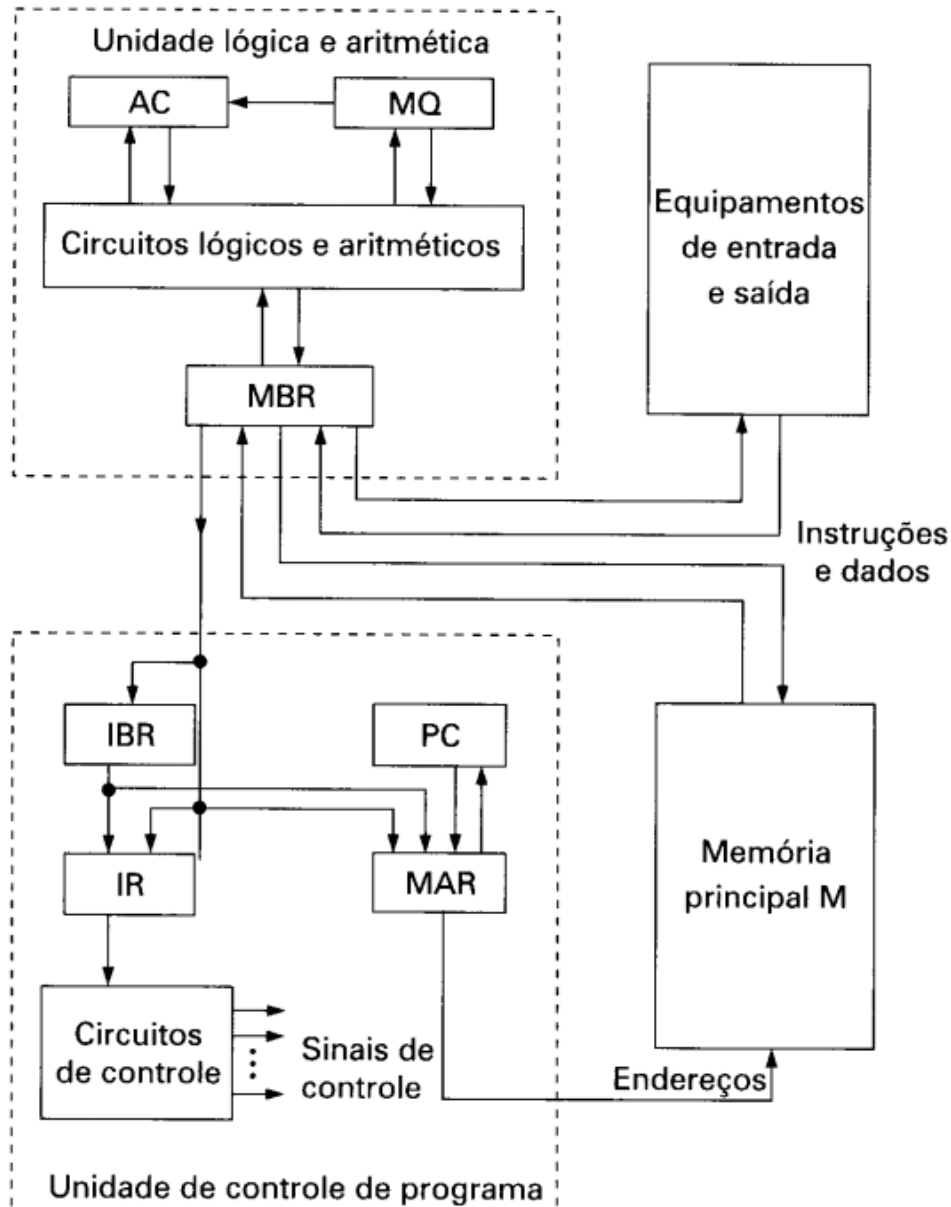 Unidade lógica e aritmética
AC
MQ
Circuitos lógicos e aritméticos
MBR
Equipamentos
de entrada
e saída
Instruções
e dados
IBR
PC
IR
MAR
Memória
principal M
Circuitos
de controle
Sinais de
controle
Endereços
Unidade de controle de programa